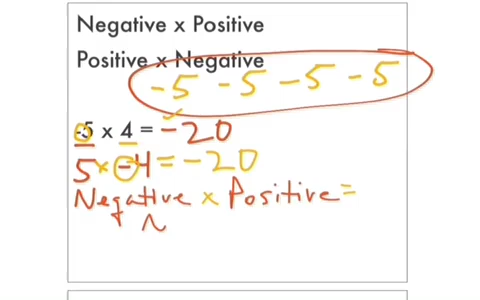 Negative x Positive
Positive x Negative
-5 -5 -5 -5
-5 x 4 = -20
5 x -4 = -20
Negative x Positive =
N